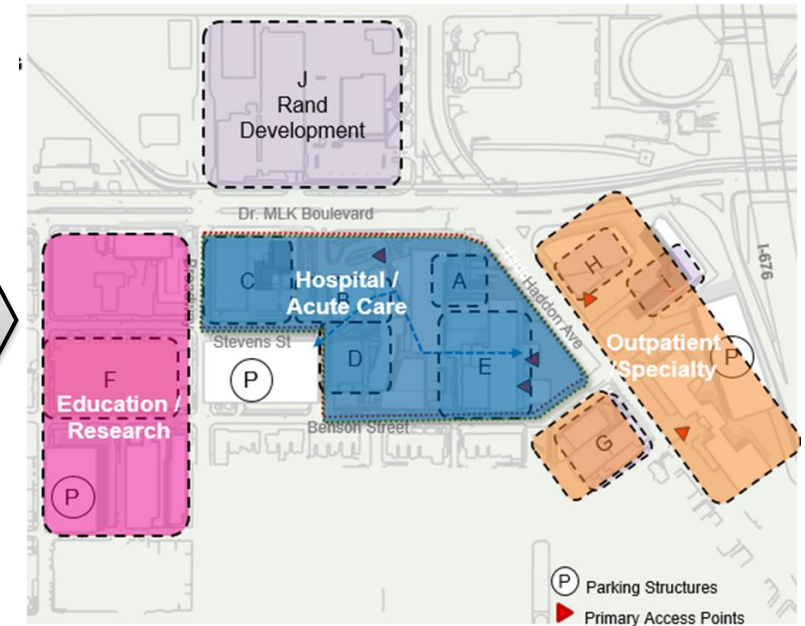 J
Rand
Development
Dr. MLK Boulevard
Haddon Ave
I-676
H
C
Hospital /
Acute Care
B
A
Outpatient
/Specialty
P
Stevens St
P
D
E
F
Education /
Research
Benson Street
G
P
P Parking Structures
Primary Access Points